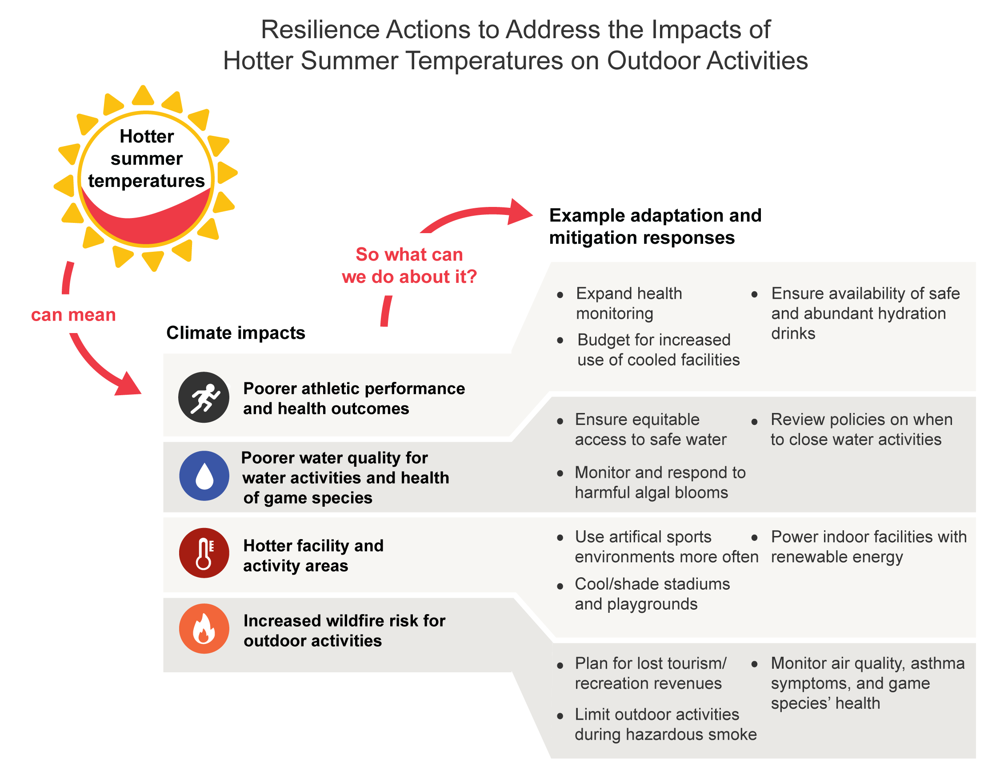 Resilience Actions to Address the Impacts of
Hotter Summer Temperatures on Outdoor Activities
Hotter
summer
temperatures
can mean
So what can
we do about it?
Climate impacts
Example adaptation and
mitigation responses
Poorer athletic performance
and health outcomes
• Expand health
monitoring
• Budget for increased
use of cooled facilities
• Ensure availability of safe
and abundant hydration
drinks
Poorer water quality for
water activities and health
of game species
• Ensure equitable
access to safe water
• Monitor and respond to
harmful algal blooms
• Review policies on when
to close water activities
Hotter facility and
activity areas
• Use artifical sports
environments more often
• Cool/shade stadiums
and playgrounds
• Power indoor facilities with
renewable energy
Increased wildfire risk for
outdoor activities
• Plan for lost tourism/
recreation revenues
• Limit outdoor activities
during hazardous smoke
• Monitor air quality, asthma
symptoms, and game
species’ health